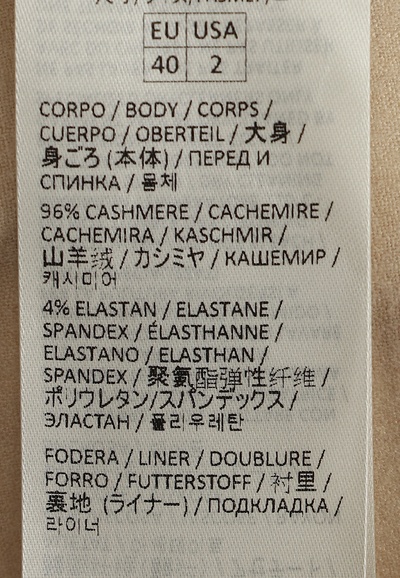 EU USA
40 2
CORPO / BODY / CORPS /
CUERPO / OBERTEIL / 大身 /
身ごろ (本体) / ПЕРЕД И
СПИНКА / 몸체
96% CASHMERE / CACHEMIRE /
CACHEMIRA / KASCHMIR /
山羊绒 / カシミヤ / КАШЕМИР /
캐시미어
4% ELASTAN / ELASTANE /
SPANDEX / ÉLASTHANNE /
ELASTANO / ELASTHAN /
SPANDEX / 聚氨酯弹性纤维 /
ポリウレタン/スパンデックス /
ЭЛАСТАН / 폴리우레탄
FODERA / LINER / DOUBLURE /
FORRO / FUTTERSTOFF / 衬里 /
裏地 (ライナー) / ПОДКЛАДКА /
라이너